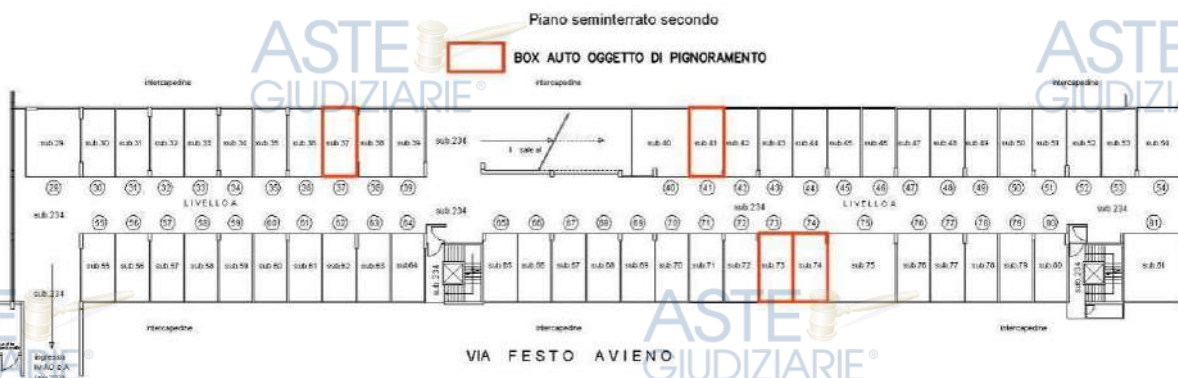 Piano seminterrato secondo
BOX AUTO OGGETTO DI PIGNORAMENTO
ASTE GIUDIZIARIE®
ASTE GIUDIZI
intercapedine intercapedine intercapedine
sub.29 sub.30 sub.31 sub.32 sub.33 sub.34 sub.35 sub.36 sub.37 sub.38 sub.39 sub.234 sub.40 sub.41 sub.42 sub.43 sub.44 sub.45 sub.46 sub.47 sub.48 sub.49 sub.50 sub.51 sub.52 sub.53 sub.54
29 30 31 32 33 34 35 36 37 38 39 40 41 42 43 44 45 46 47 48 49 50 51 52 53 54
LIVELLO A LIVELLO A
sub.234 sub.234 sub.234 sub.234
55 56 57 58 59 60 61 62 63 64 65 66 67 68 69 70 71 72 73 74 75 76 77 78 79 80 81
sub.55 sub.56 sub.57 sub.58 sub.59 sub.60 sub.61 sub.62 sub.63 sub.64 sub.234 sub.65 sub.66 sub.67 sub.68 sub.69 sub.70 sub.71 sub.72 sub.73 sub.74 sub.75 sub.76 sub.77 sub.78 sub.79 sub.80 sub.234 sub.81
sub.234
intercapedine intercapedine intercapedine
ingresso
VIA FESTO AVIENO
ASTE GIUDIZIARIE®
E ZIARIE®